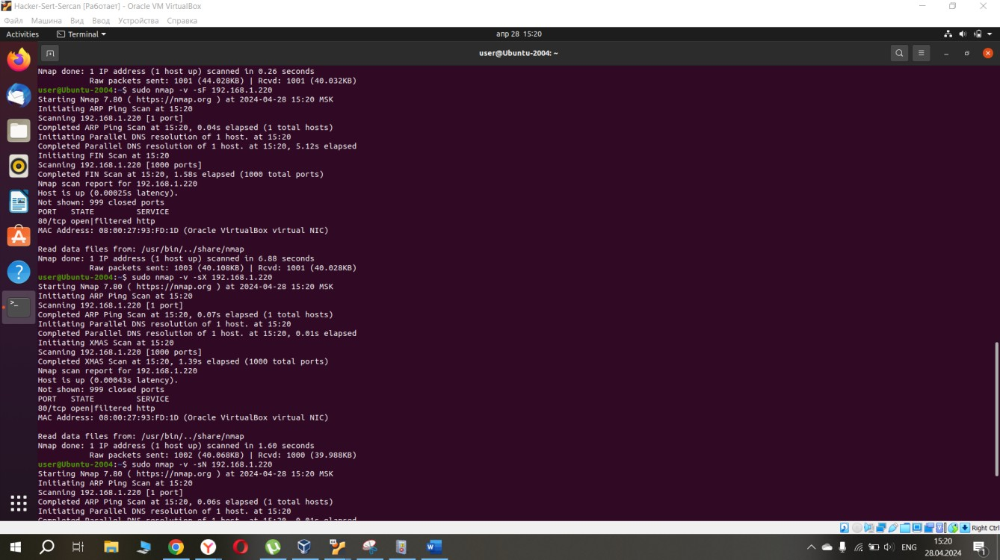 Hacker-Sert-Sercan [Работает] - Oracle VM VirtualBox
Файл Машина Вид Ввод Устройства Справка
Activities Terminal апр 28 15:20
user@Ubuntu-2004: ~
Nmap done: 1 IP address (1 host up) scanned in 0.26 seconds
Raw packets sent: 1001 (44.028KB) | Rcvd: 1001 (40.032KB)
user@Ubuntu-2004:~$ sudo nmap -v -sF 192.168.1.220
Starting Nmap 7.80 ( https://nmap.org ) at 2024-04-28 15:20 MSK
Initiating ARP Ping Scan at 15:20
Scanning 192.168.1.220 [1 port]
Completed ARP Ping Scan at 15:20, 0.04s elapsed (1 total hosts)
Initiating Parallel DNS resolution of 1 host. at 15:20
Completed Parallel DNS resolution of 1 host. at 15:20, 5.12s elapsed
Initiating FIN Scan at 15:20
Scanning 192.168.1.220 [1000 ports]
Completed FIN Scan at 15:20, 1.58s elapsed (1000 total ports)
Nmap scan report for 192.168.1.220
Host is up (0.00025s latency).
Not shown: 999 closed ports
PORT STATE SERVICE
80/tcp open|filtered http
MAC Address: 08:00:27:93:FD:1D (Oracle VirtualBox virtual NIC)
Read data files from: /usr/bin/../share/nmap
Nmap done: 1 IP address (1 host up) scanned in 6.88 seconds
Raw packets sent: 1003 (40.108KB) | Rcvd: 1001 (40.028KB)
user@Ubuntu-2004:~$ sudo nmap -v -sX 192.168.1.220
Starting Nmap 7.80 ( https://nmap.org ) at 2024-04-28 15:20 MSK
Initiating ARP Ping Scan at 15:20
Scanning 192.168.1.220 [1 port]
Completed ARP Ping Scan at 15:20, 0.07s elapsed (1 total hosts)
Initiating Parallel DNS resolution of 1 host. at 15:20
Completed Parallel DNS resolution of 1 host. at 15:20, 0.01s elapsed
Initiating XMAS Scan at 15:20
Scanning 192.168.1.220 [1000 ports]
Completed XMAS Scan at 15:20, 1.39s elapsed (1000 total ports)
Nmap scan report for 192.168.1.220
Host is up (0.00043s latency).
Not shown: 999 closed ports
PORT STATE SERVICE
80/tcp open|filtered http
MAC Address: 08:00:27:93:FD:1D (Oracle VirtualBox virtual NIC)
Read data files from: /usr/bin/../share/nmap
Nmap done: 1 IP address (1 host up) scanned in 1.60 seconds
Raw packets sent: 1002 (40.068KB) | Rcvd: 1000 (39.988KB)
user@Ubuntu-2004:~$ sudo nmap -v -sN 192.168.1.220
Starting Nmap 7.80 ( https://nmap.org ) at 2024-04-28 15:20 MSK
Initiating ARP Ping Scan at 15:20
Scanning 192.168.1.220 [1 port]
Completed ARP Ping Scan at 15:20, 0.06s elapsed (1 total hosts)
Initiating Parallel DNS resolution of 1 host. at 15:20
Completed Parallel DNS resolution of 1 host. at 15:20, 0.01s elapsed
Right Ctrl
ENG 15:20
28.04.2024